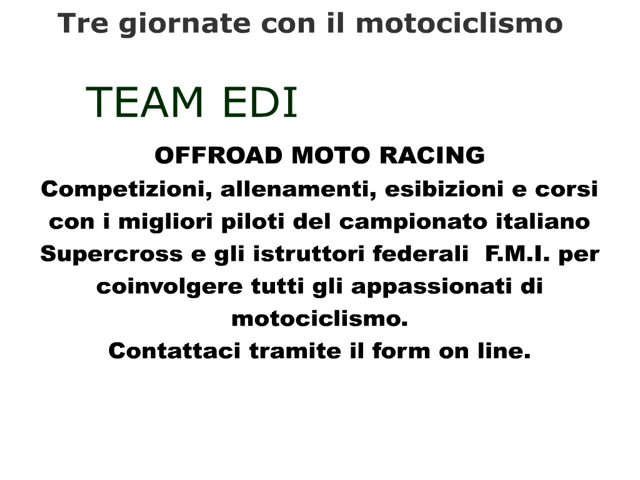 Tre giornate con il motociclismo
TEAM EDI
OFFROAD MOTO RACING
Competizioni, allenamenti, esibizioni e corsi
con i migliori piloti del campionato italiano
Supercross e gli istruttori federali  F.M.I. per
coinvolgere tutti gli appassionati di
motociclismo.
Contattaci tramite il form on line.